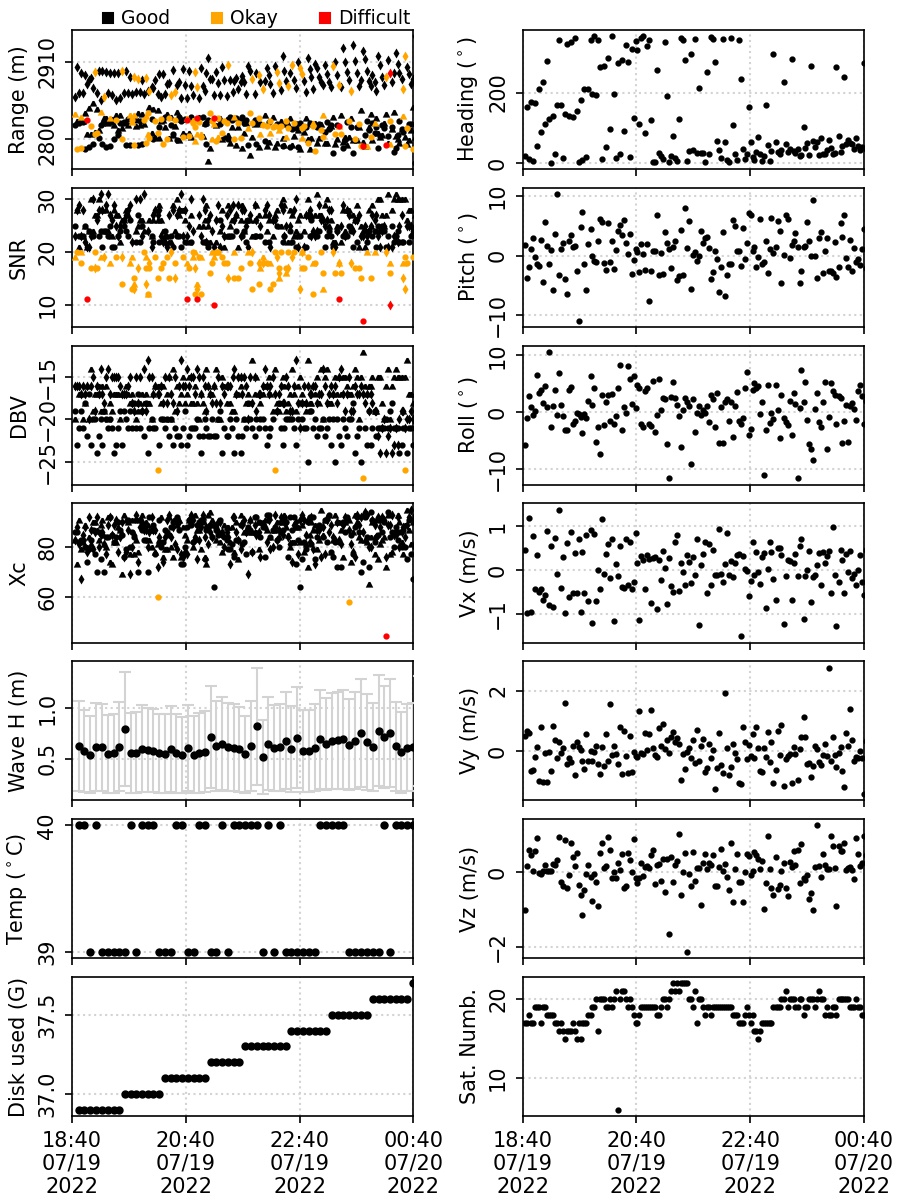 Good Okay Difficult
Range (m)
2910
2800
Heading (°)
200
0
SNR
30
20
10
Pitch (°)
10
0
−10
DBV
−15
−20
−25
Roll (°)
10
0
−10
Xc
80
60
Vx (m/s)
1
0
−1
Wave H (m)
1.0
0.5
Vy (m/s)
2
0
Temp (°C)
40
39
Vz (m/s)
0
−2
Disk used (G)
37.5
37.0
Sat. Numb.
20
10
18:40 20:40 22:40 00:40 18:40 20:40 22:40 00:40
07/19 07/19 07/19 07/20 07/19 07/19 07/19 07/20
2022 2022 2022 2022 2022 2022 2022 2022